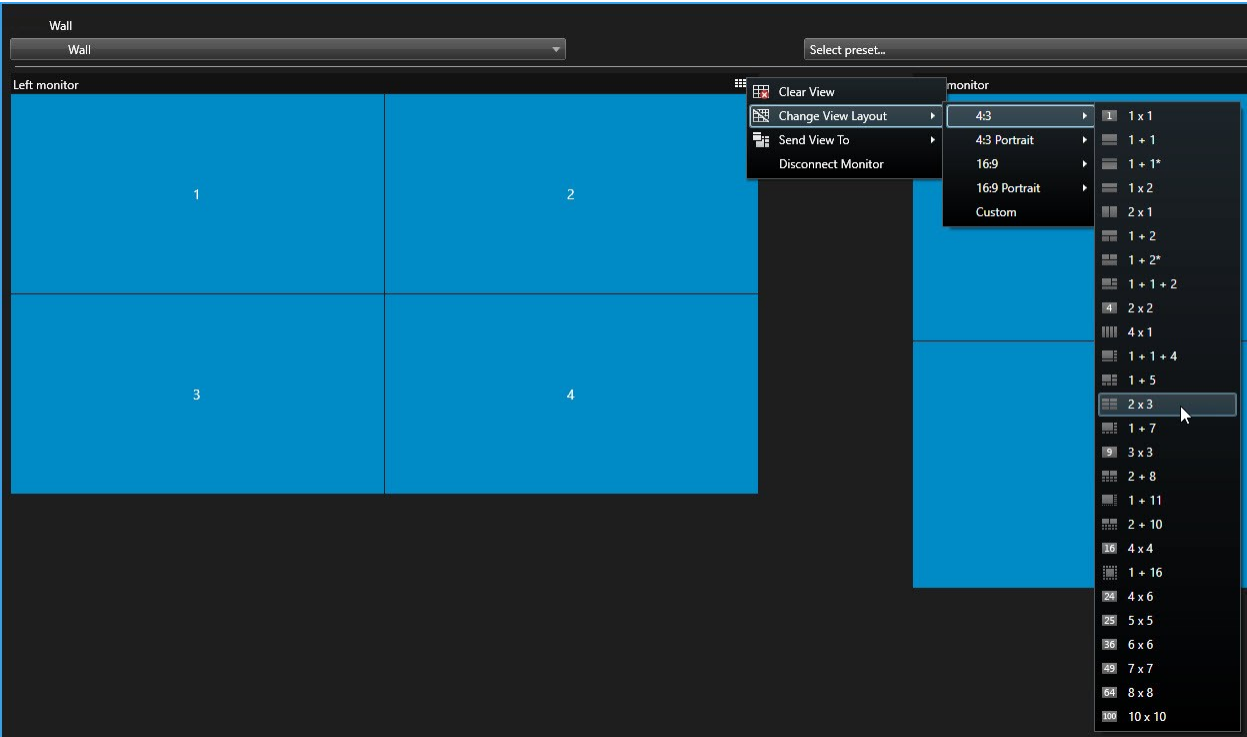 Wall
Wall
Select preset...
Left monitor
monitor
1
2
3
4
Clear View
Change View Layout
Send View To
Disconnect Monitor
4:3
4:3 Portrait
16:9
16:9 Portrait
Custom
1 1 x 1
1 + 1
1 + 1*
1 x 2
2 x 1
1 + 2
1 + 2*
1 + 1 + 2
4 2 x 2
4 x 1
1 + 1 + 4
1 + 5
2 x 3
1 + 7
9 3 x 3
2 + 8
1 + 11
2 + 10
16 4 x 4
1 + 16
24 4 x 6
25 5 x 5
36 6 x 6
49 7 x 7
64 8 x 8
100 10 x 10